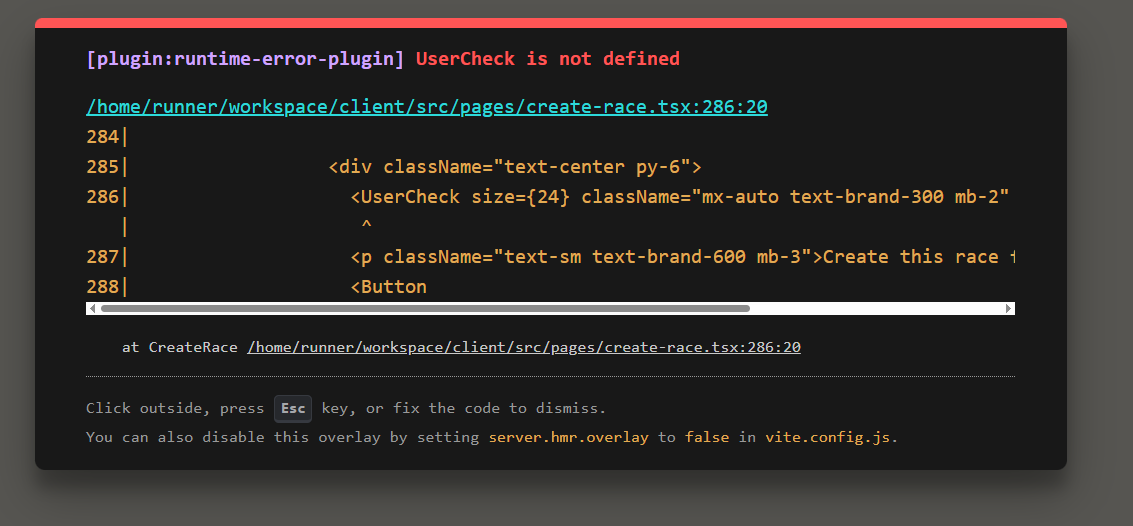 [plugin:runtime-error-plugin] UserCheck is not defined
/home/runner/workspace/client/src/pages/create-race.tsx:286:20
284|
285|                  <div className="text-center py-6">
286|                    <UserCheck size={24} className="mx-auto text-brand-300 mb-2"
   |                     ^
287|                    <p className="text-sm text-brand-600 mb-3">Create this race
288|                    <Button
at CreateRace /home/runner/workspace/client/src/pages/create-race.tsx:286:20
Click outside, press Esc key, or fix the code to dismiss.
You can also disable this overlay by setting server.hmr.overlay to false in vite.config.js.